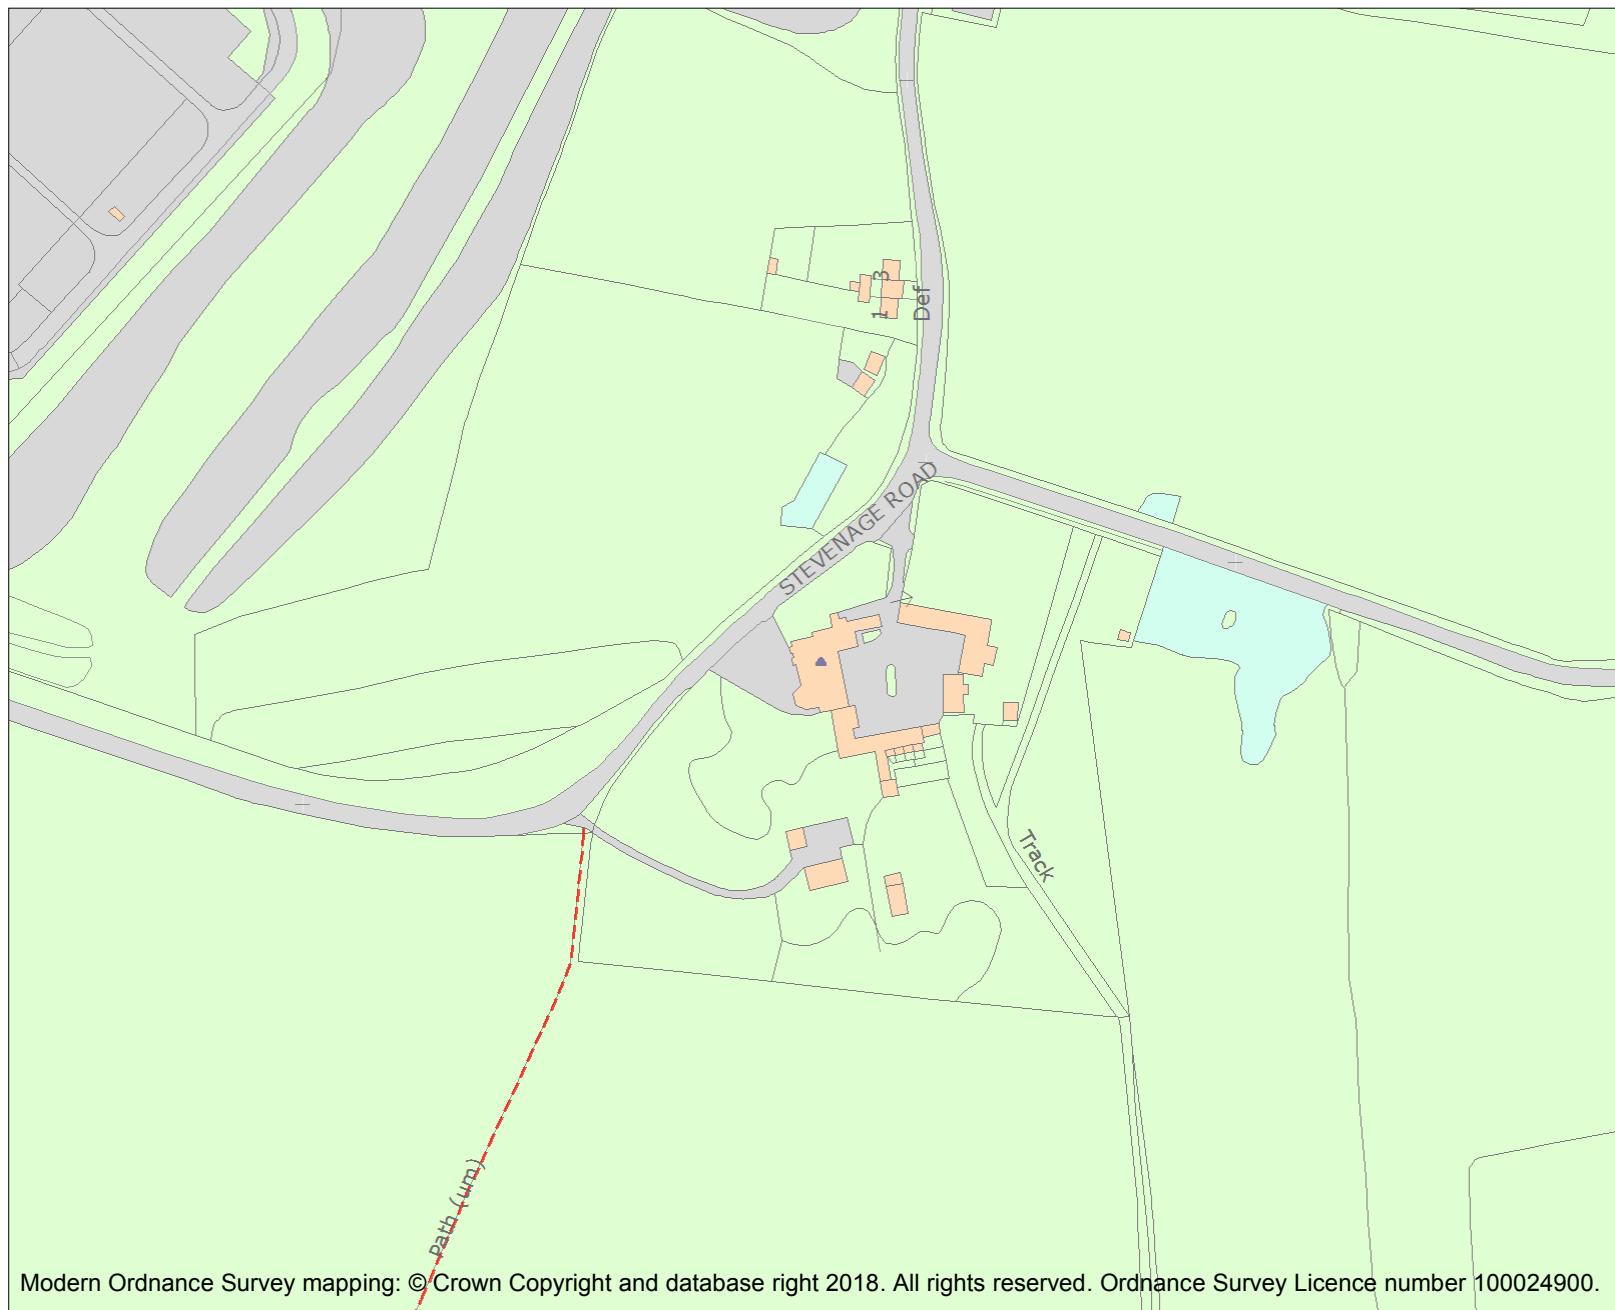 3
1
Def
STEVENAGE ROAD
Track
Path (um)
Modern Ordnance Survey mapping: © Crown Copyright and database right 2018. All rights reserved. Ordnance Survey Licence number 100024900.